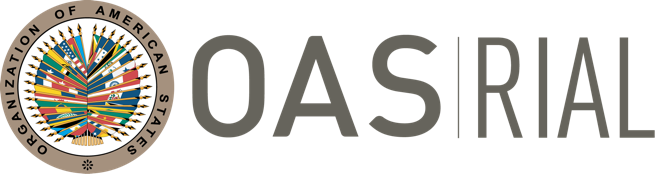 ORGANIZATION OF AMERICAN STATES
OAS RIAL